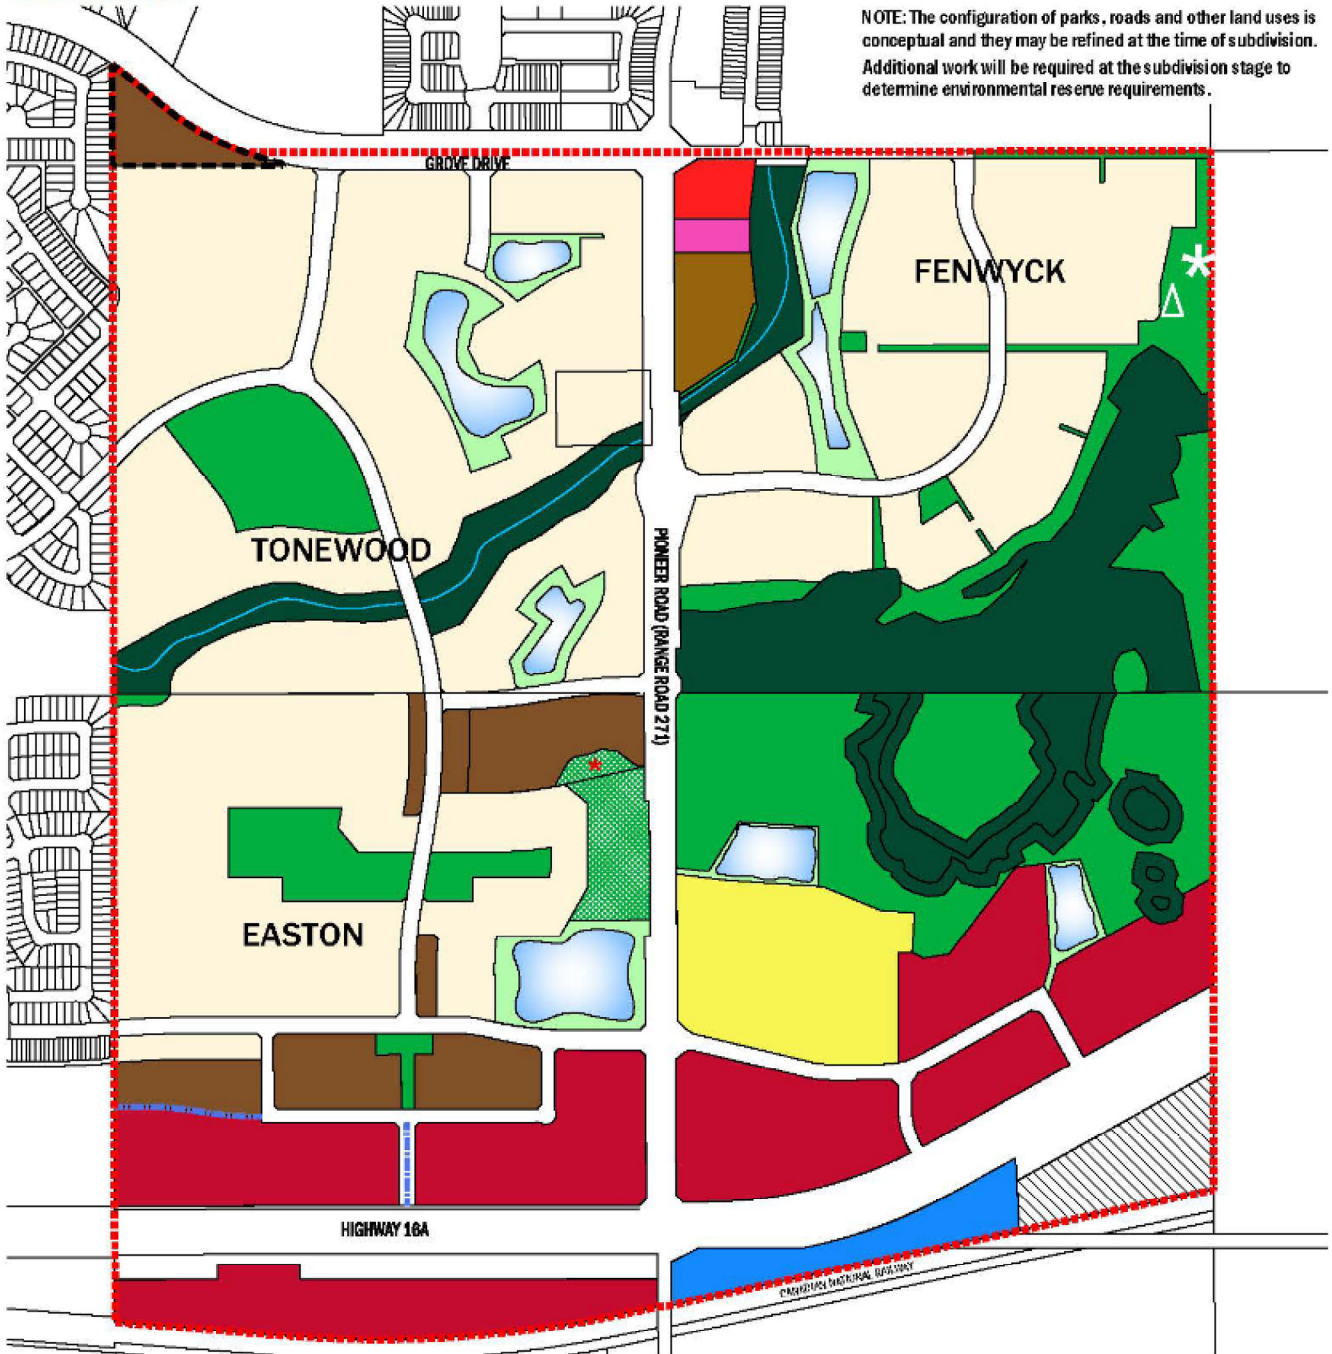 NOTE: The configuration of parks, roads and other land uses is
conceptual and they may be refined at the time of subdivision.
Additional work will be required at the subdivision stage to
determine environmental reserve requirements.
GROVE DRIVE
FENWYCK
TONEWOOD
PIONEER ROAD (RANGE ROAD 271)
EASTON
HIGHWAY 16A
CANADIAN NATIONAL RAILWAY